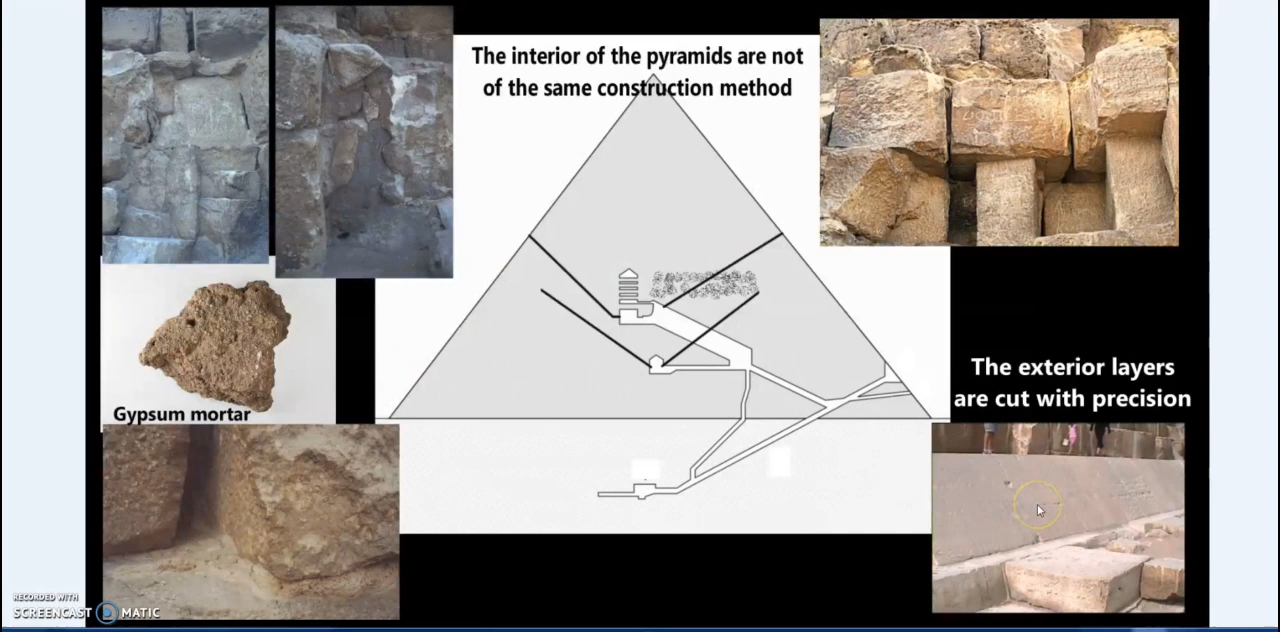 The interior of the pyramids are not
of the same construction method
Gypsum mortar
The exterior layers
are cut with precision
RECORDED WITH
SCREENCAST MATIC